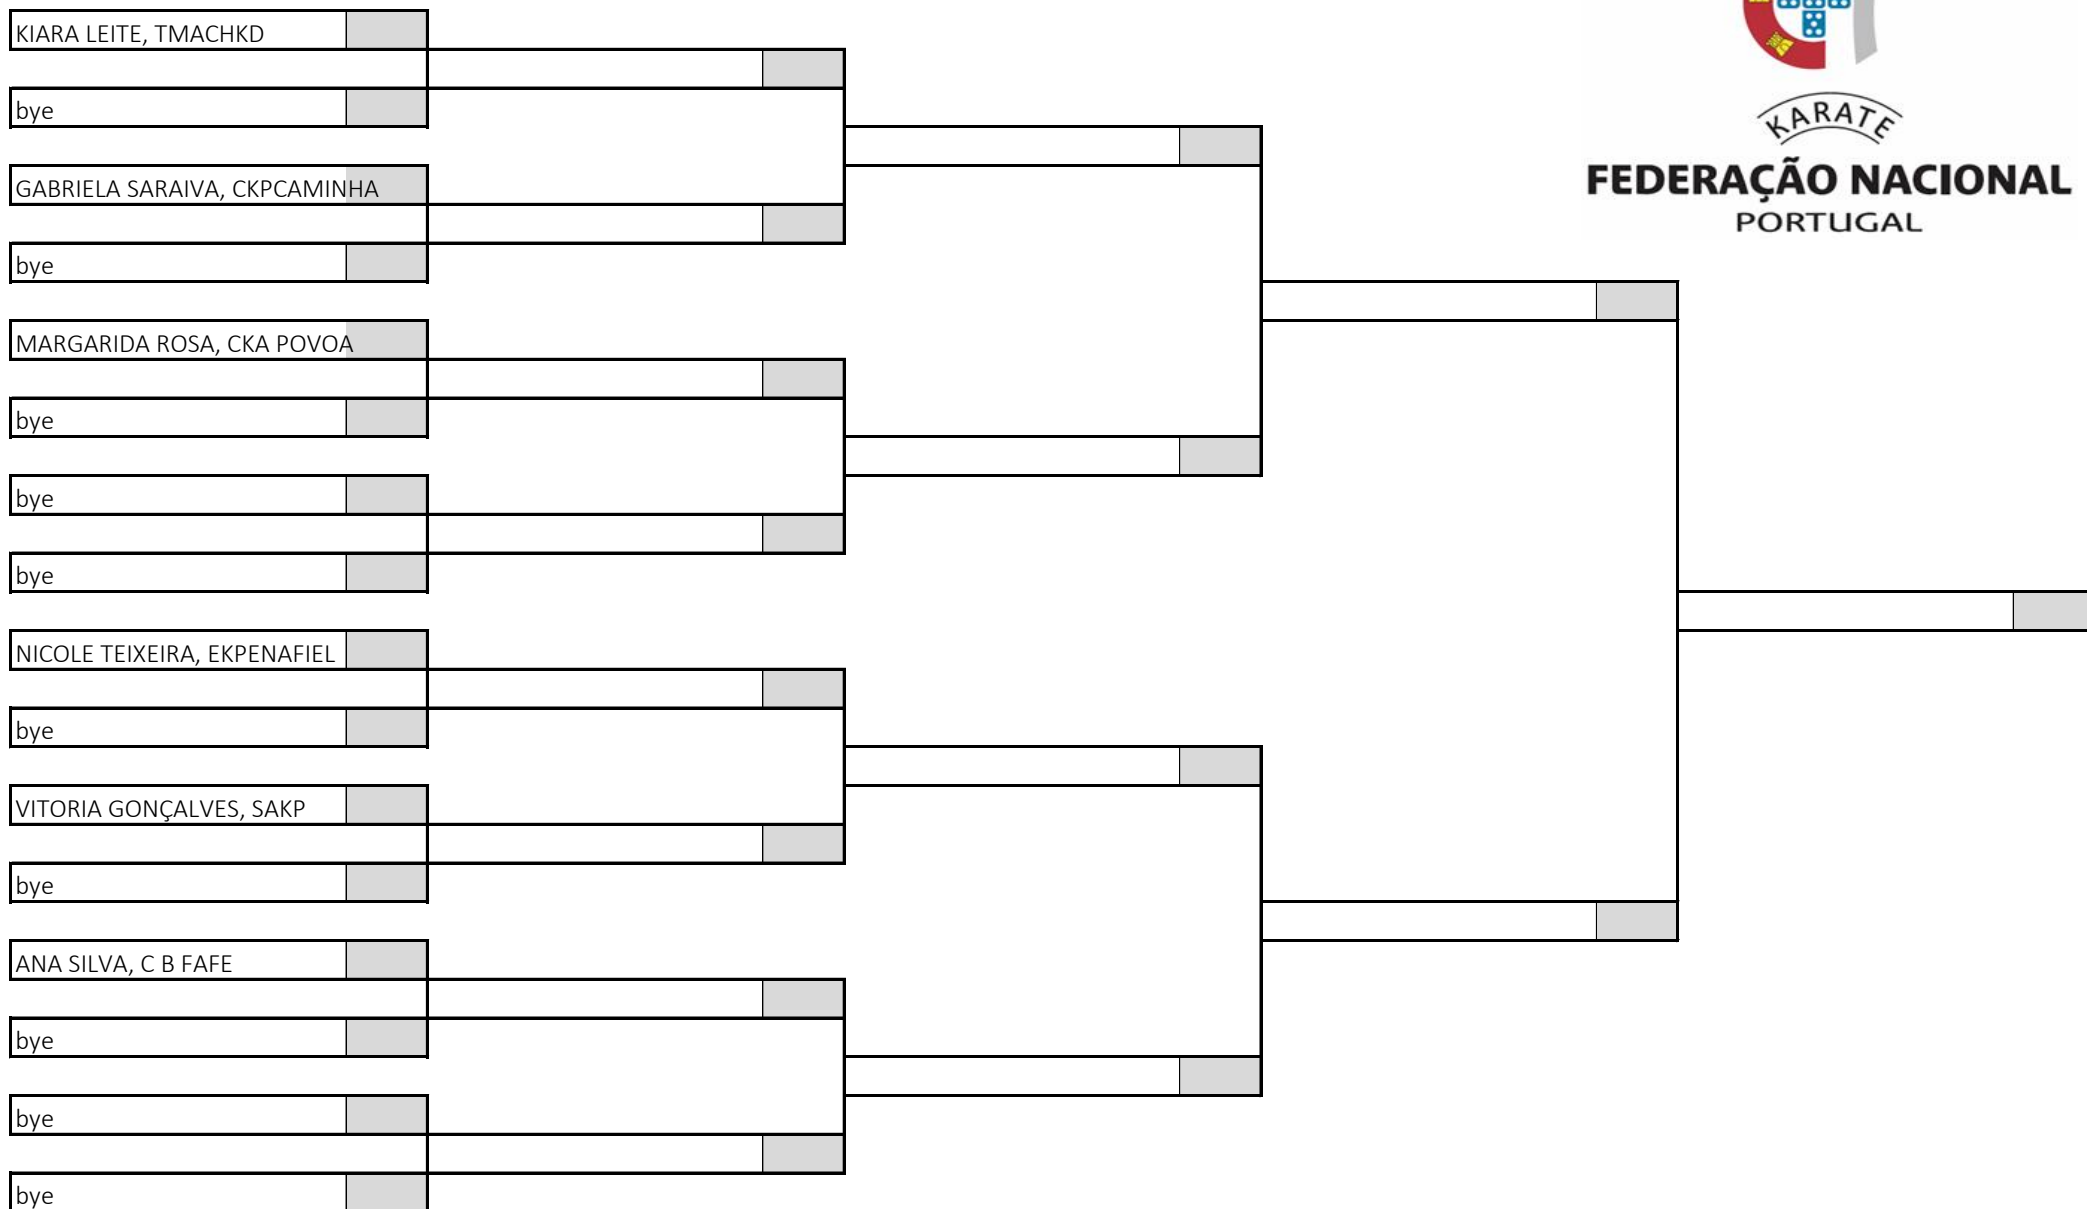 KIARA LEITE, TMACHKD
bye
GABRIELA SARAIVA, CKPCAMINHA
bye
MARGARIDA ROSA, CKA POVOA
bye
bye
bye
NICOLE TEIXEIRA, EKPENAFIEL
bye
VITORIA GONÇALVES, SAKP
bye
ANA SILVA, C B FAFE
bye
bye
bye
KARATE
FEDERAÇÃO NACIONAL
PORTUGAL